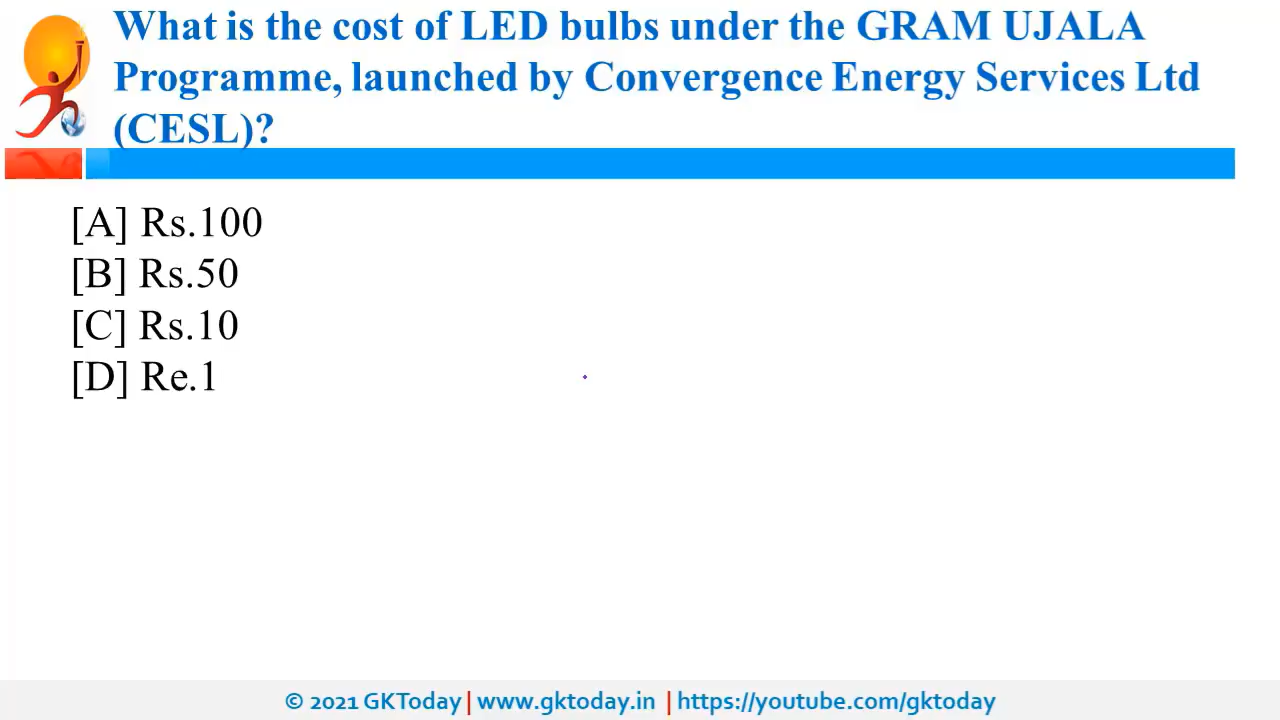 What is the cost of LED bulbs under the GRAM UJALA
Programme, launched by Convergence Energy Services Ltd
(CESL)?
[A] Rs.100
[B] Rs.50
[C] Rs.10
[D] Re.1
© 2021 GKToday | www.gktoday.in | https://youtube.com/gktoday